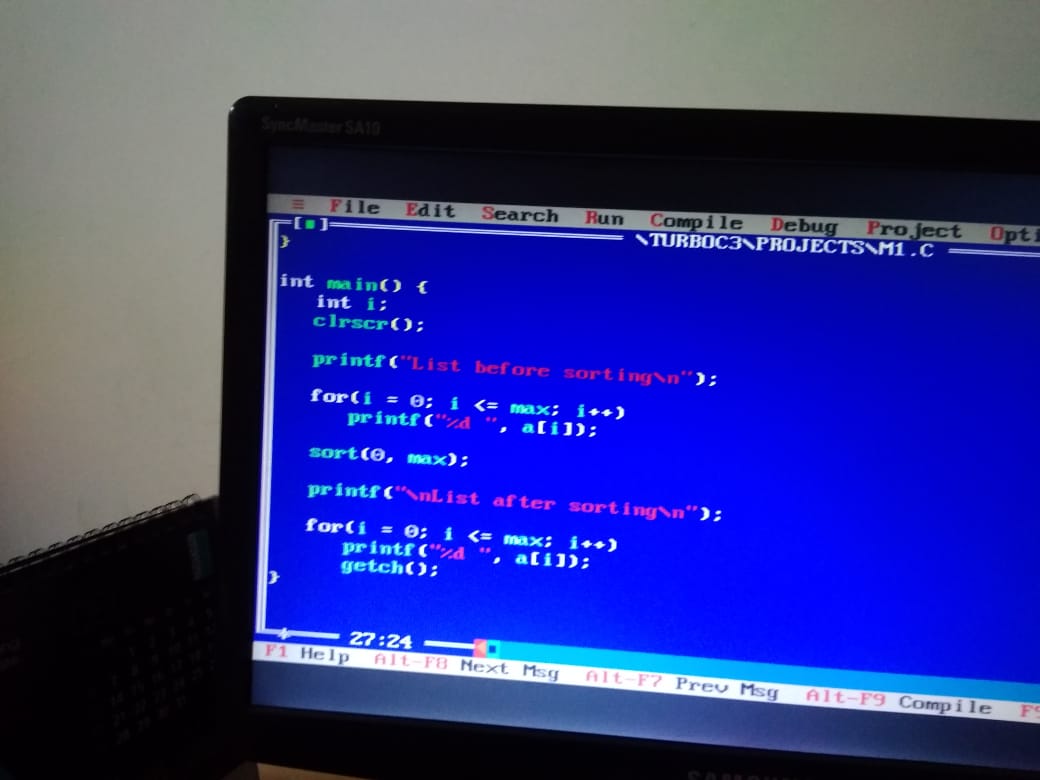 SyncMaster SA10
≡ File Edit Search Run Compile Debug Project Opti
[■] \TURBOC3\PROJECTS\M1.C
}
int main() {
int i;
clrscr();
printf("List before sorting\n");
for(i = 0; i <= max; i++)
printf("%d ", a[i]);
sort(0, max);
printf("\nList after sorting\n");
for(i = 0; i <= max; i++)
printf("%d ", a[i]);
getch();
}
27:24
F1 Help Alt-F8 Next Msg Alt-F7 Prev Msg Alt-F9 Compile F9
SAMSUNG